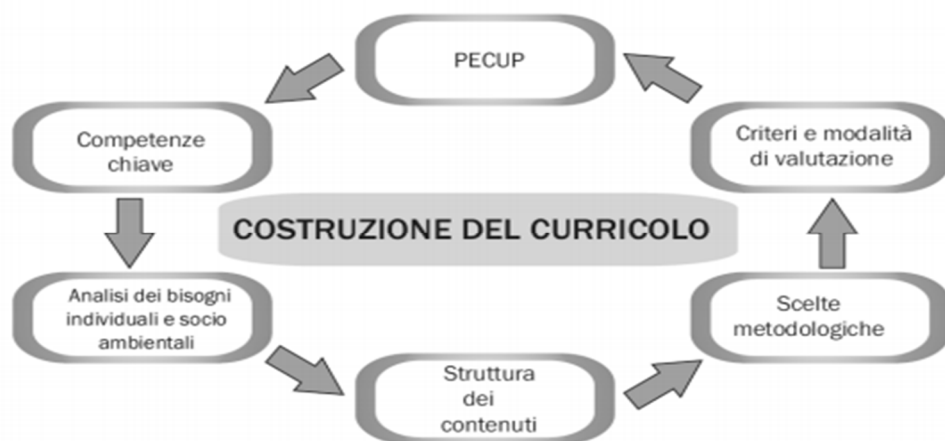 PECUP
Competenze
chiave
Criteri e modalità
di valutazione
COSTRUZIONE DEL CURRICOLO
Analisi dei bisogni
individuali e socio
ambientali
Scelte
metodologiche
Struttura
dei
contenuti